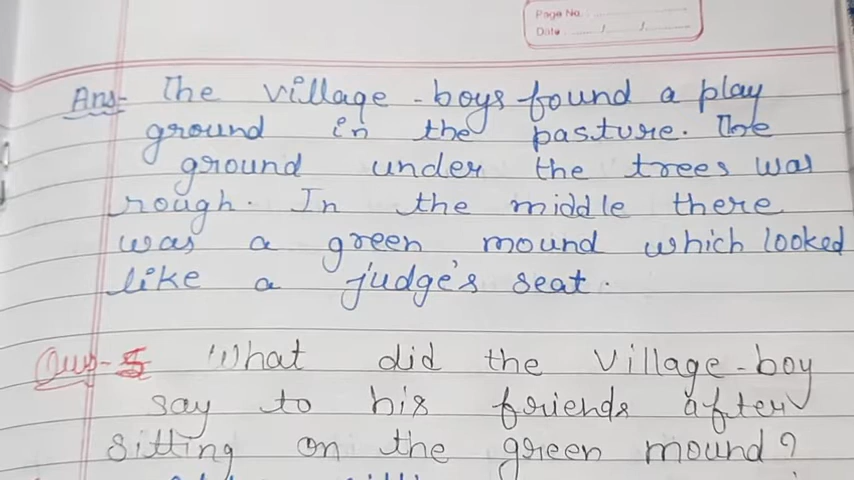 Page No.
Date / /
Ans- The village-boys found a play
ground in the pasture. The
ground under the trees was
rough. In the middle there
was a green mound which looked
like a judge's seat.
Ques-5 What did the village-boy
say to his friends after
sitting on the green mound?